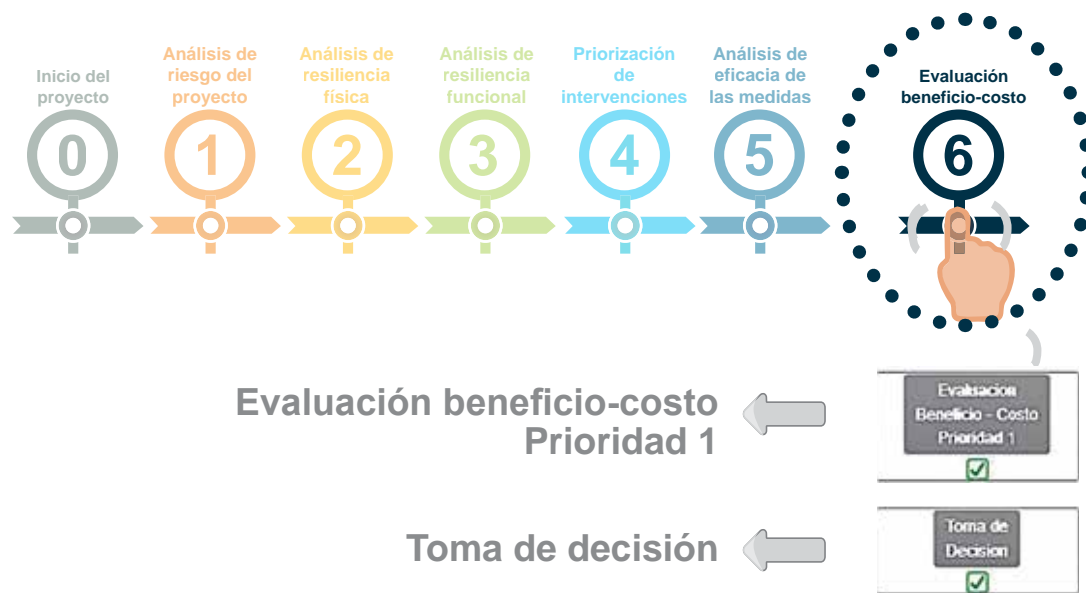 Inicio del
proyecto
0
Análisis de
riesgo del
proyecto
1
Análisis de
resiliencia
física
2
Análisis de
resiliencia
funcional
3
Priorización
de
intervenciones
4
Análisis de
eficacia de
las medidas
5
Evaluación
beneficio-costo
6
Evaluación beneficio-costo
Prioridad 1
Evaluacion
Beneficio - Costo
Prioridad 1
Toma de decisión
Toma de
Decision